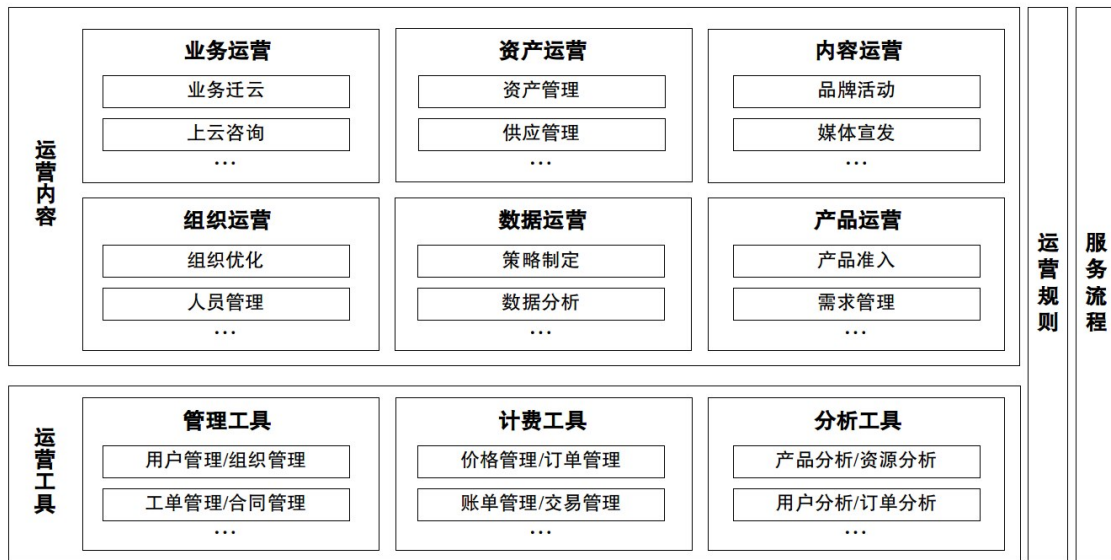 运营内容
业务运营
业务迁云
上云咨询
...
资产运营
资产管理
供应管理
...
内容运营
品牌活动
媒体宣发
...
组织运营
组织优化
人员管理
...
数据运营
策略制定
数据分析
...
产品运营
产品准入
需求管理
...
运营工具
管理工具
用户管理/组织管理
工单管理/合同管理
...
计费工具
价格管理/订单管理
账单管理/交易管理
...
分析工具
产品分析/资源分析
用户分析/订单分析
...
运营规则
服务流程